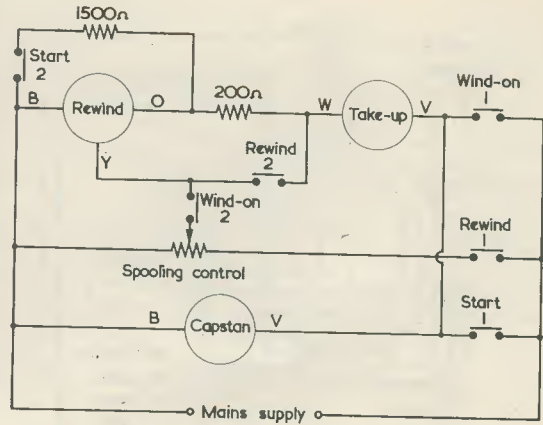 1500Ω
Start
2
B
Rewind
O
200Ω
W
Take-up
V
Wind-on
1
Y
Rewind
2
Wind-on
2
Rewind
1
Spooling control
Start
1
B
Capstan
V
Mains supply